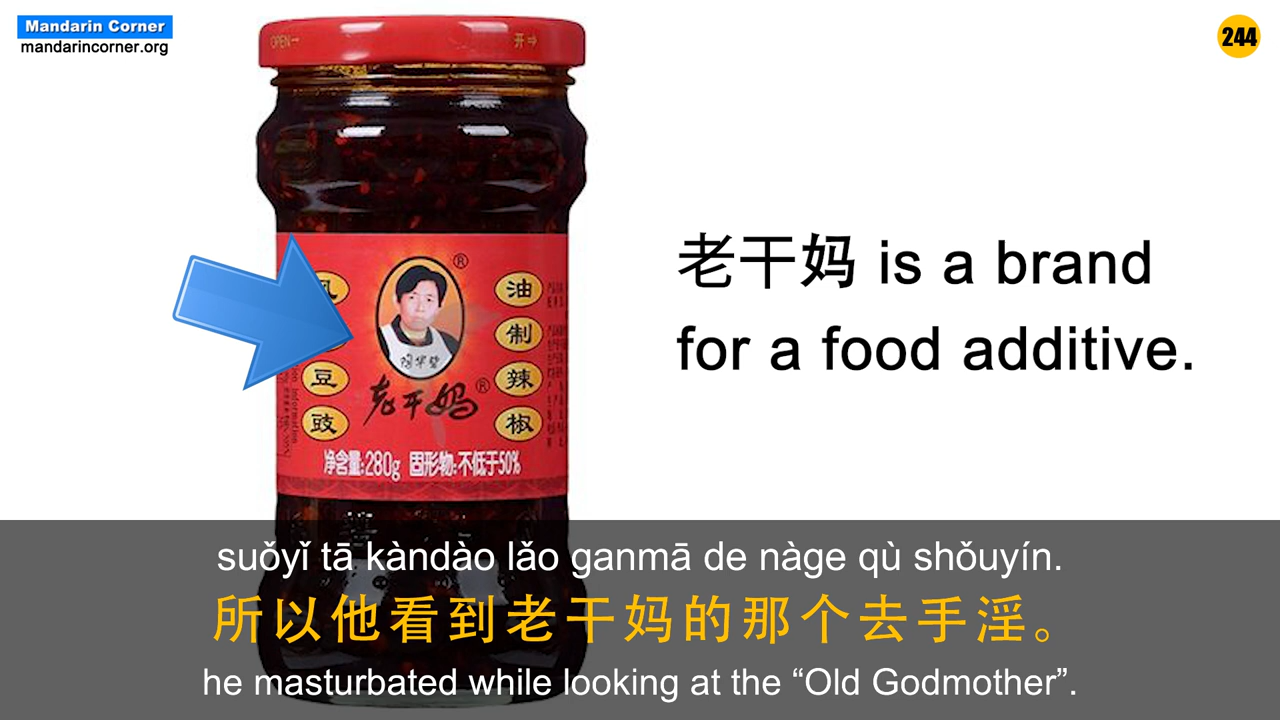 Mandarin Corner
mandarincorner.org
244
OPEN
开
油
制
辣
椒
豆
豉
陶华碧
老干妈
净含量:280g 固形物:不低于50%
老干妈 is a brand
for a food additive.
suǒyǐ tā kàndào lǎo ganmā de nàge qù shǒuyín.
所以他看到老干妈的那个去手淫。
he masturbated while looking at the “Old Godmother”.